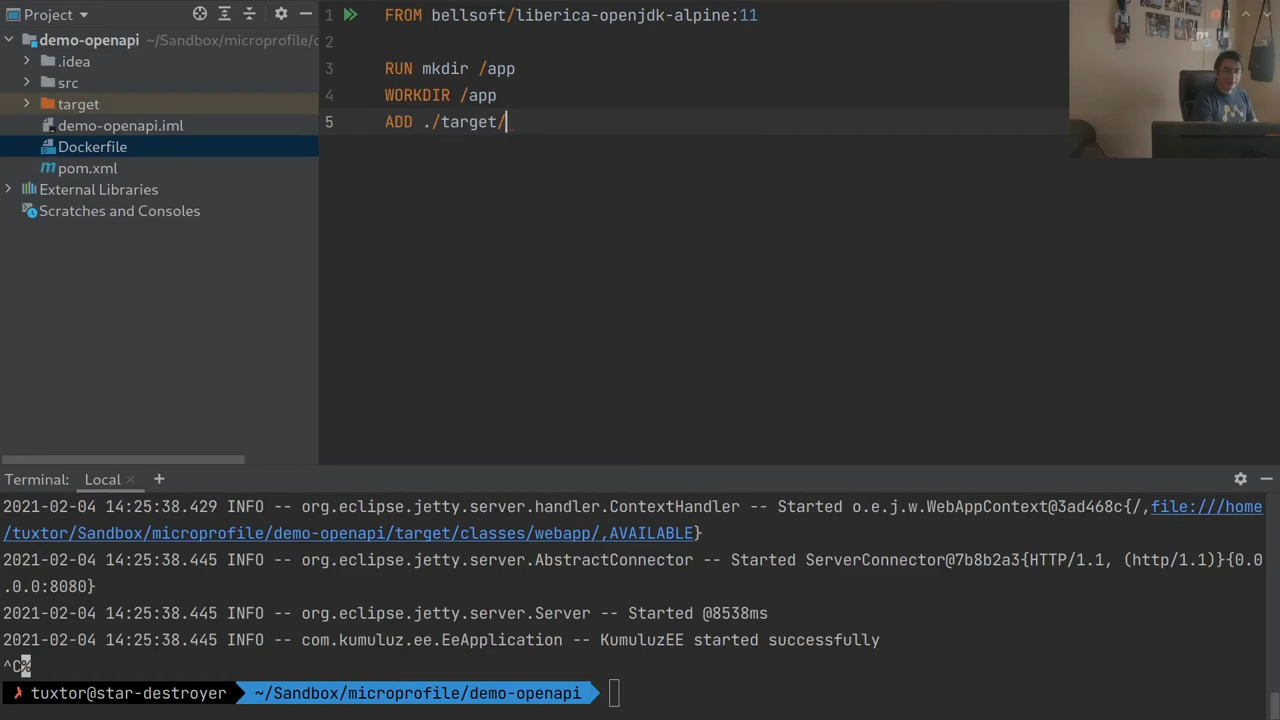 Project
1 FROM bellsoft/liberica-openjdk-alpine:11
demo-openapi ~/Sandbox/microprofile/d
2
.idea
3 RUN mkdir /app
src
4 WORKDIR /app
target
5 ADD ./target/
demo-openapi.iml
Dockerfile
pom.xml
External Libraries
Scratches and Consoles
Terminal: Local × +
2021-02-04 14:25:38.429 INFO -- org.eclipse.jetty.server.handler.ContextHandler -- Started o.e.j.w.WebAppContext@3ad468c{/,file:///home
/tuxtor/Sandbox/microprofile/demo-openapi/target/classes/webapp/,AVAILABLE}
2021-02-04 14:25:38.445 INFO -- org.eclipse.jetty.server.AbstractConnector -- Started ServerConnector@7b8b2a3{HTTP/1.1, (http/1.1)}{0.0
.0.0:8080}
2021-02-04 14:25:38.445 INFO -- org.eclipse.jetty.server.Server -- Started @8538ms
2021-02-04 14:25:38.445 INFO -- com.kumuluz.ee.EeApplication -- KumuluzEE started successfully
^C%
tuxtor@star-destroyer ~/Sandbox/microprofile/demo-openapi